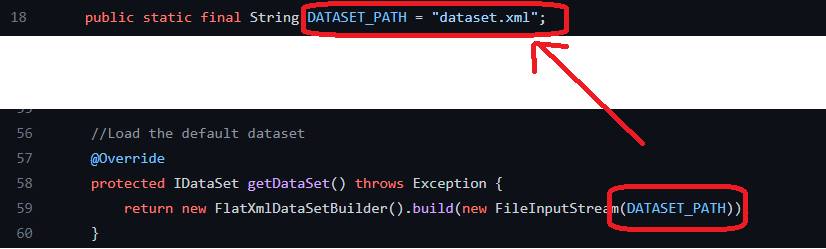 18 public static final String DATASET_PATH = "dataset.xml";
56 //Load the default dataset
57 @Override
58 protected IDataSet getDataSet() throws Exception {
59 return new FlatXmlDataSetBuilder().build(new FileInputStream(DATASET_PATH))
60 }